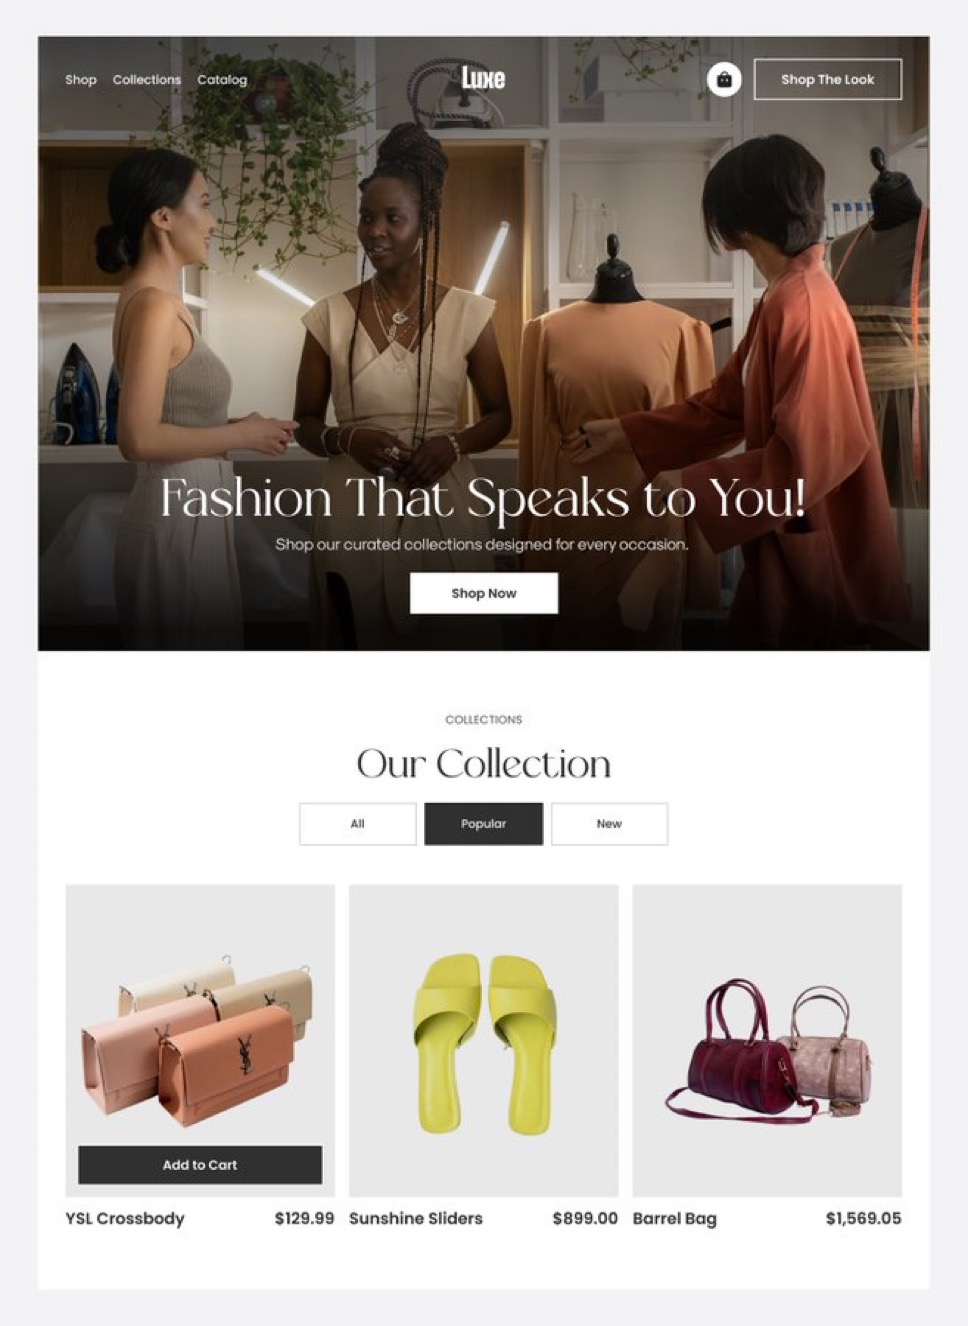 Shop Collections Catalog Luxe Shop The Look
Fashion That Speaks to You!
Shop our curated collections designed for every occasion.
Shop Now
COLLECTIONS
Our Collection
All Popular New
YSL
Add to Cart
YSL Crossbody $129.99 Sunshine Sliders $899.00 Barrel Bag $1,569.05